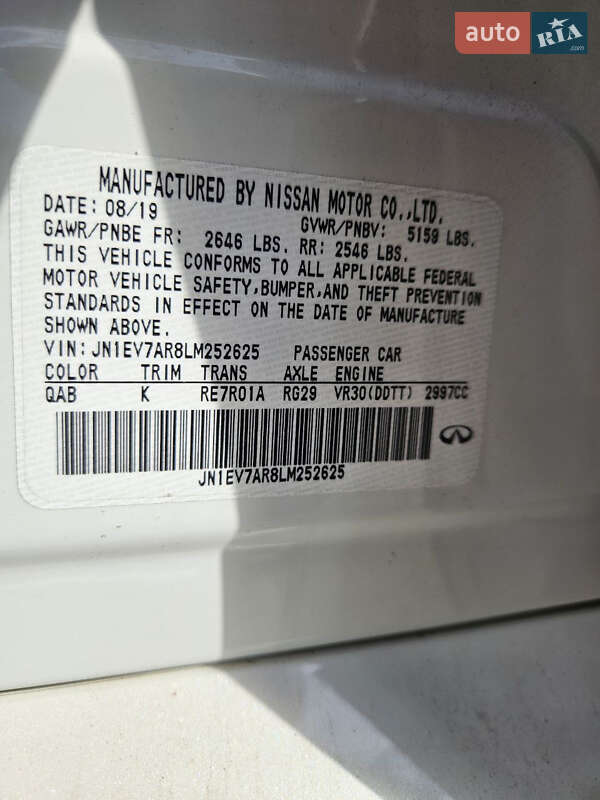 auto RIA .com
MANUFACTURED BY NISSAN MOTOR CO.,LTD.
DATE: 08/19 GVWR/PNBV: 5159 LBS.
GAWR/PNBE FR: 2646 LBS. RR: 2546 LBS.
THIS VEHICLE CONFORMS TO ALL APPLICABLE FEDERAL
MOTOR VEHICLE SAFETY,BUMPER,AND THEFT PREVENTION
STANDARDS IN EFFECT ON THE DATE OF MANUFACTURE
SHOWN ABOVE.
VIN:JN1EV7AR8LM252625 PASSENGER CAR
COLOR TRIM TRANS AXLE ENGINE
QAB K RE7R01A RG29 VR30(DDTT) 2997CC
JN1EV7AR8LM252625